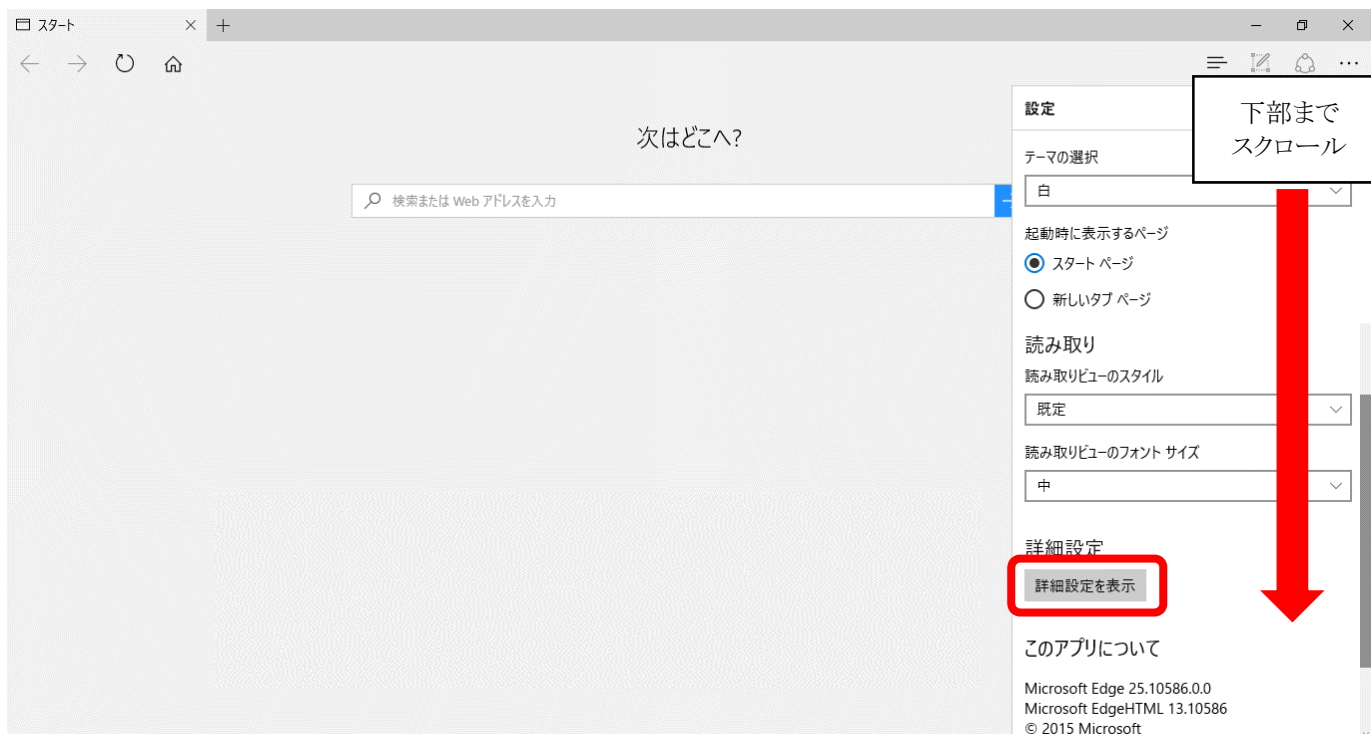 スタート
次はどこへ?
検索または Web アドレスを入力
設定
下部まで
スクロール
テーマの選択
白
起動時に表示するページ
スタート ページ
新しいタブ ページ
読み取り
読み取りビューのスタイル
既定
読み取りビューのフォント サイズ
中
詳細設定
詳細設定を表示
このアプリについて
Microsoft Edge 25.10586.0.0
Microsoft EdgeHTML 13.10586
© 2015 Microsoft